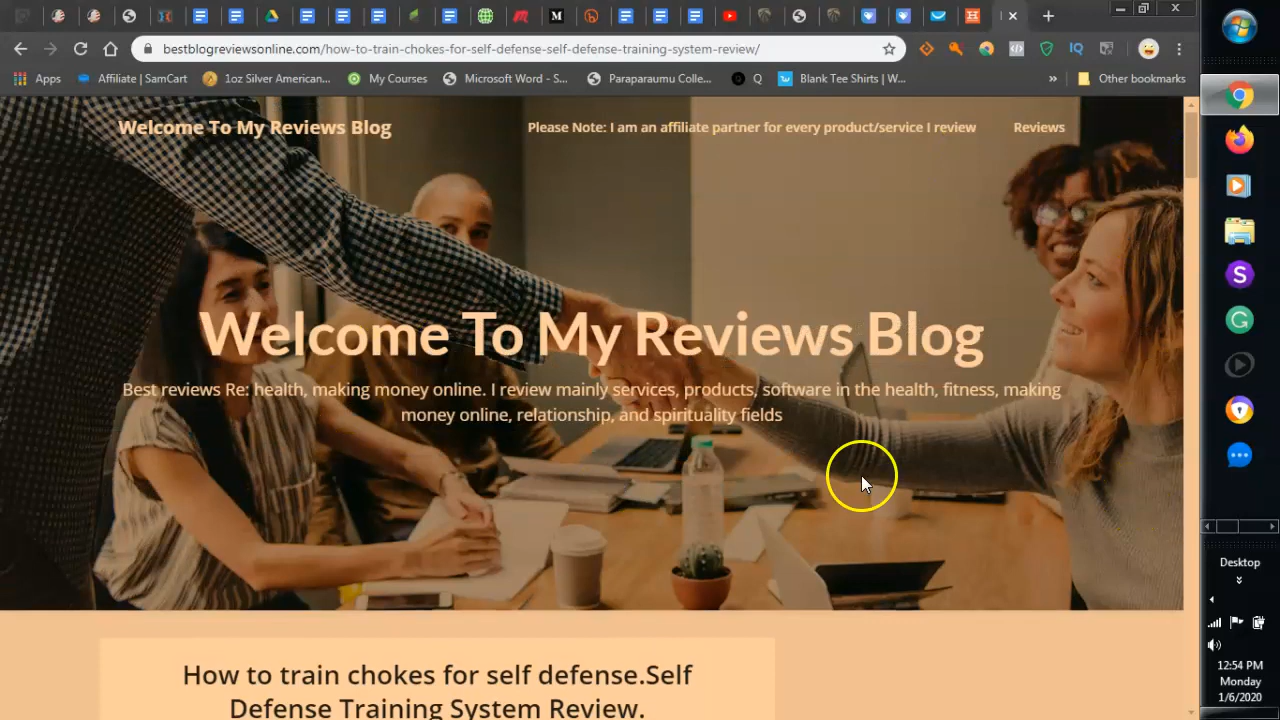 bestblogreviewsonline.com/how-to-train-chokes-for-self-defense-self-defense-training-system-review/
Apps
Affiliate | SamCart
1oz Silver American...
My Courses
Microsoft Word - S...
Paraparaumu Colle...
Q
Blank Tee Shirts | W...
»
Other bookmarks
Welcome To My Reviews Blog
Please Note: I am an affiliate partner for every product/service I review
Reviews
Welcome To My Reviews Blog
Best reviews Re: health, making money online. I review mainly services, products, software in the health, fitness, making
money online, relationship, and spirituality fields
How to train chokes for self defense.Self
Defense Training System Review.
Desktop
12:54 PM
Monday
1/6/2020